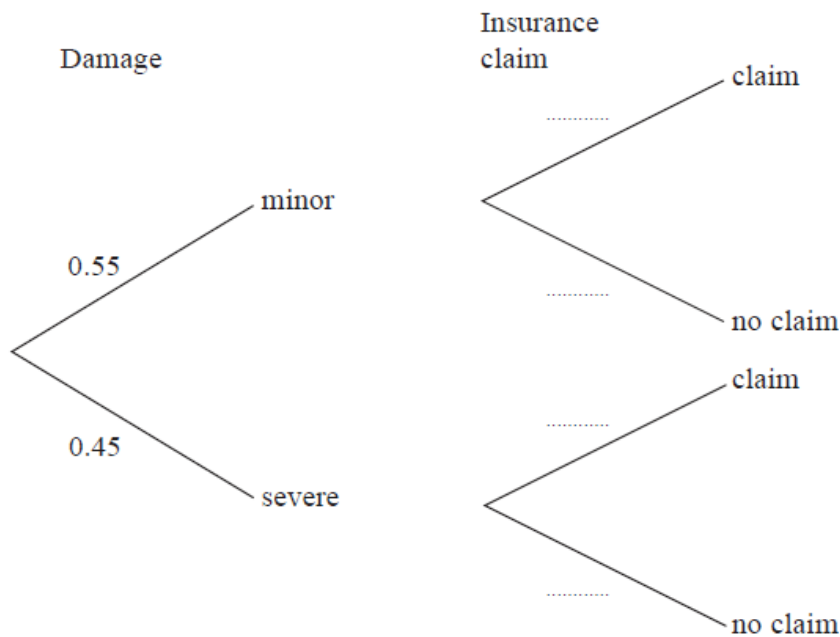 Damage
Insurance
claim
claim
minor
0.55
no claim
claim
0.45
severe
no claim